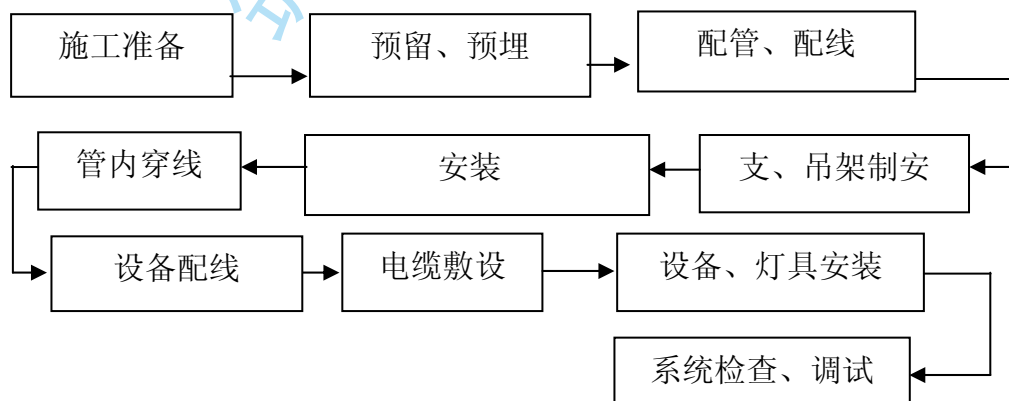 施工准备
预留、预埋
配管、配线
支、吊架制安
安装
管内穿线
设备配线
电缆敷设
设备、灯具安装
系统检查、调试